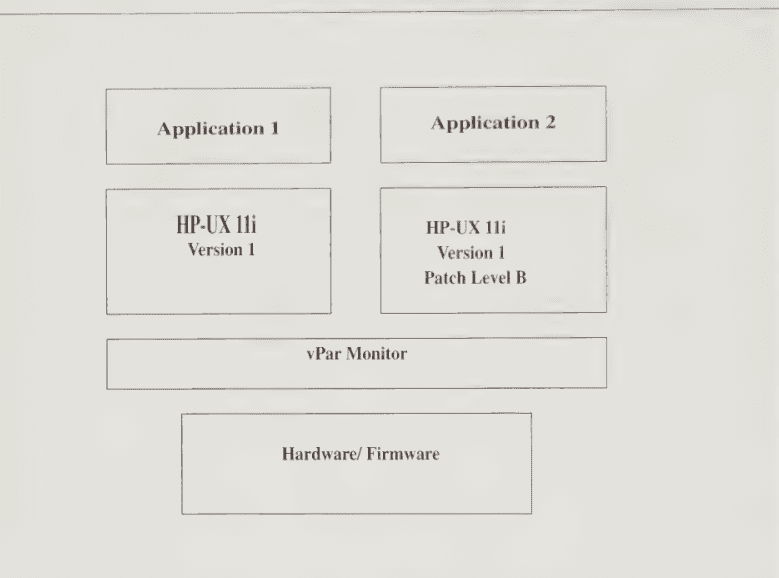 Application 1
Application 2
HP-UX 11i
Version 1
HP-UX 11i
Version 1
Patch Level B
vPar Monitor
Hardware/ Firmware